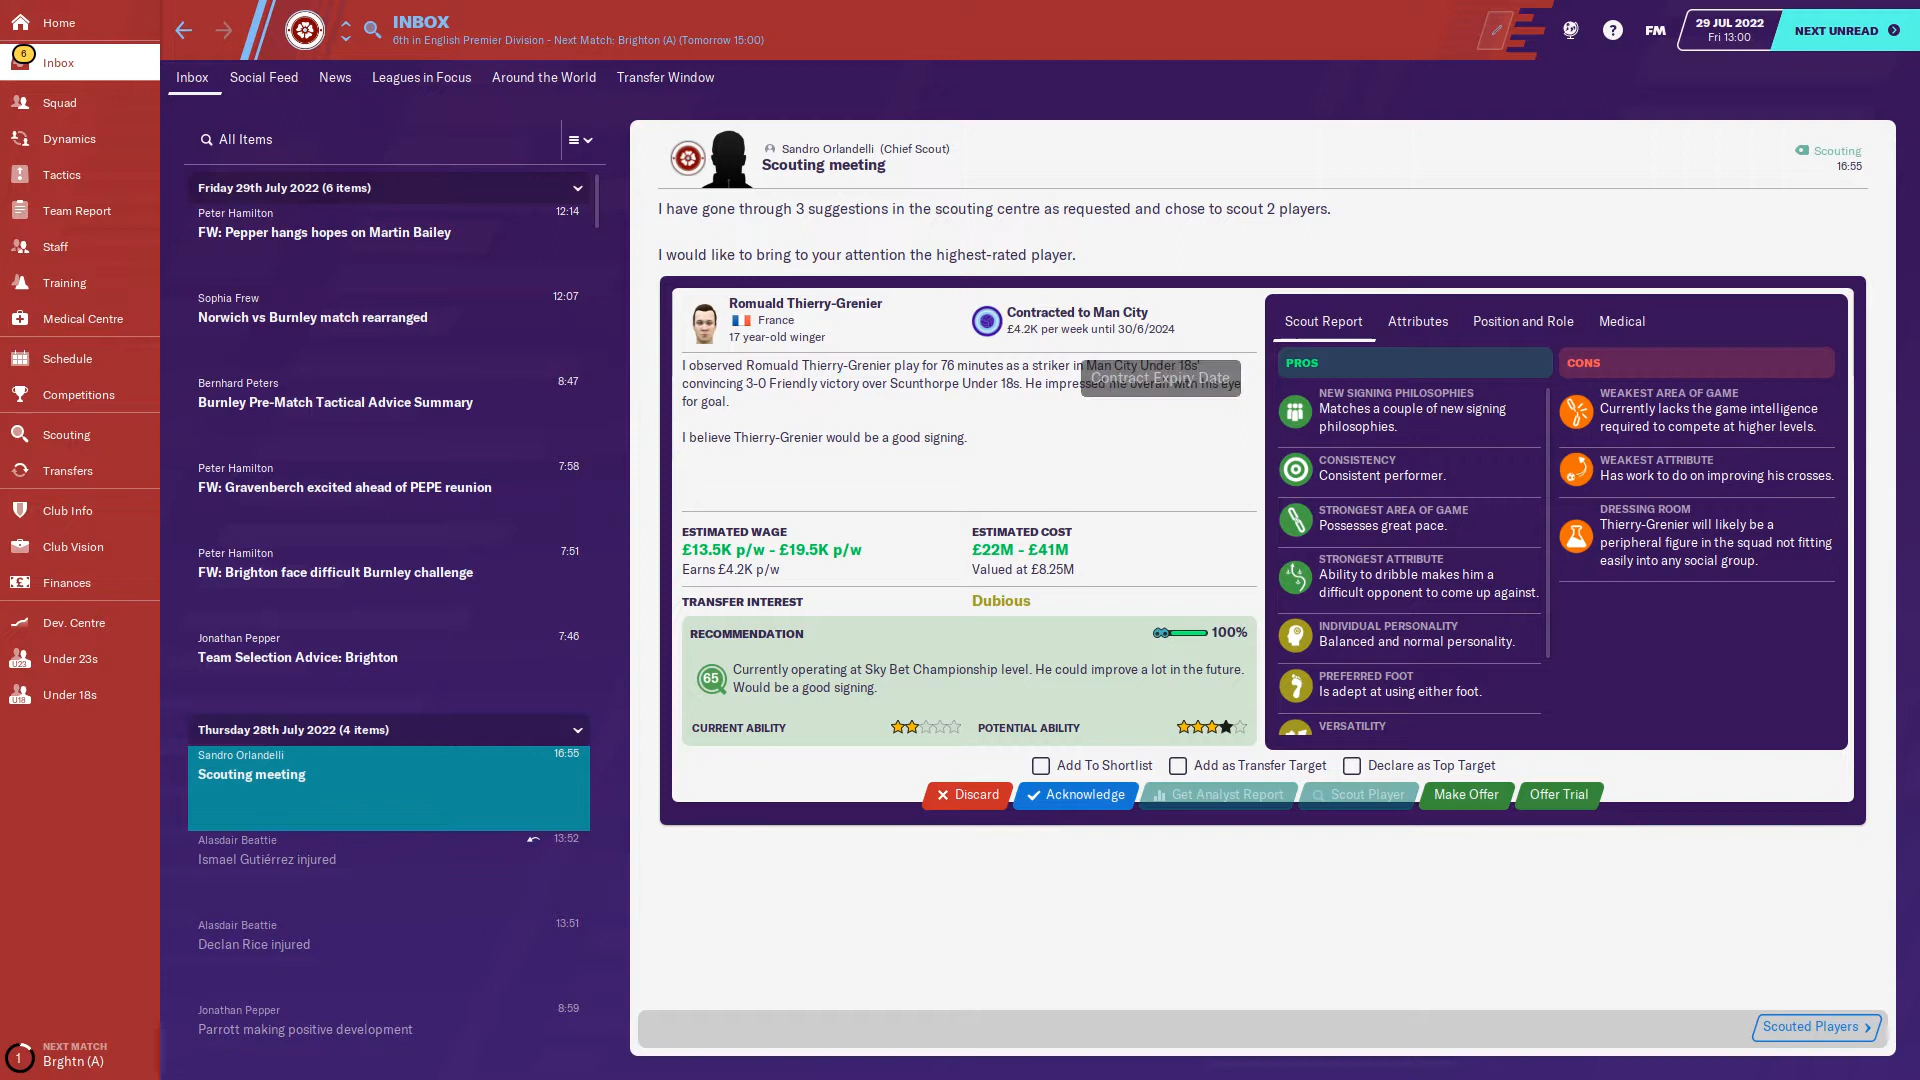 Home
6
Inbox
Squad
Dynamics
Tactics
Team Report
Staff
Training
Medical Centre
Schedule
Competitions
Scouting
Transfers
Club Info
Club Vision
Finances
Dev. Centre
U23
Under 23s
U18
Under 18s
1
NEXT MATCH
Brghtn (A)
INBOX
6th in English Premier Division - Next Match: Brighton (A) (Tomorrow 15:00)
?
FM
29 JUL 2022
Fri 13:00
NEXT UNREAD
Inbox
Social Feed
News
Leagues in Focus
Around the World
Transfer Window
All Items
Friday 29th July 2022 (6 items)
Peter Hamilton 12:14
FW: Pepper hangs hopes on Martin Bailey
Sophia Frew 12:07
Norwich vs Burnley match rearranged
Bernhard Peters 8:47
Burnley Pre-Match Tactical Advice Summary
Peter Hamilton 7:58
FW: Gravenberch excited ahead of PEPE reunion
Peter Hamilton 7:51
FW: Brighton face difficult Burnley challenge
Jonathan Pepper 7:46
Team Selection Advice: Brighton
Thursday 28th July 2022 (4 items)
Sandro Orlandelli 16:55
Scouting meeting
Alasdair Beattie 13:52
Ismael Gutiérrez injured
Alasdair Beattie 13:51
Declan Rice injured
Jonathan Pepper 8:59
Parrott making positive development
Sandro Orlandelli (Chief Scout)
Scouting meeting
Scouting
16:55
I have gone through 3 suggestions in the scouting centre as requested and chose to scout 2 players.
I would like to bring to your attention the highest-rated player.
Romuald Thierry-Grenier
France
17 year-old winger
Contracted to Man City
£4.2K per week until 30/6/2024
I observed Romuald Thierry-Grenier play for 76 minutes as a striker in Man City Under 18s'
convincing 3-0 Friendly victory over Scunthorpe Under 18s. He impressed me overall with his eye
for goal.
Contract Expiry Date
I believe Thierry-Grenier would be a good signing.
ESTIMATED WAGE
£13.5K p/w - £19.5K p/w
Earns £4.2K p/w
ESTIMATED COST
£22M - £41M
Valued at £8.25M
TRANSFER INTEREST
Dubious
RECOMMENDATION
100%
65
Currently operating at Sky Bet Championship level. He could improve a lot in the future.
Would be a good signing.
CURRENT ABILITY
POTENTIAL ABILITY
Scout Report
Attributes
Position and Role
Medical
PROS
NEW SIGNING PHILOSOPHIES
Matches a couple of new signing
philosophies.
CONSISTENCY
Consistent performer.
STRONGEST AREA OF GAME
Possesses great pace.
STRONGEST ATTRIBUTE
Ability to dribble makes him a
difficult opponent to come up against.
INDIVIDUAL PERSONALITY
Balanced and normal personality.
PREFERRED FOOT
Is adept at using either foot.
VERSATILITY
CONS
WEAKEST AREA OF GAME
Currently lacks the game intelligence
required to compete at higher levels.
WEAKEST ATTRIBUTE
Has work to do on improving his crosses.
DRESSING ROOM
Thierry-Grenier will likely be a
peripheral figure in the squad not fitting
easily into any social group.
Add To Shortlist
Add as Transfer Target
Declare as Top Target
Discard
Acknowledge
Get Analyst Report
Scout Player
Make Offer
Offer Trial
Scouted Players